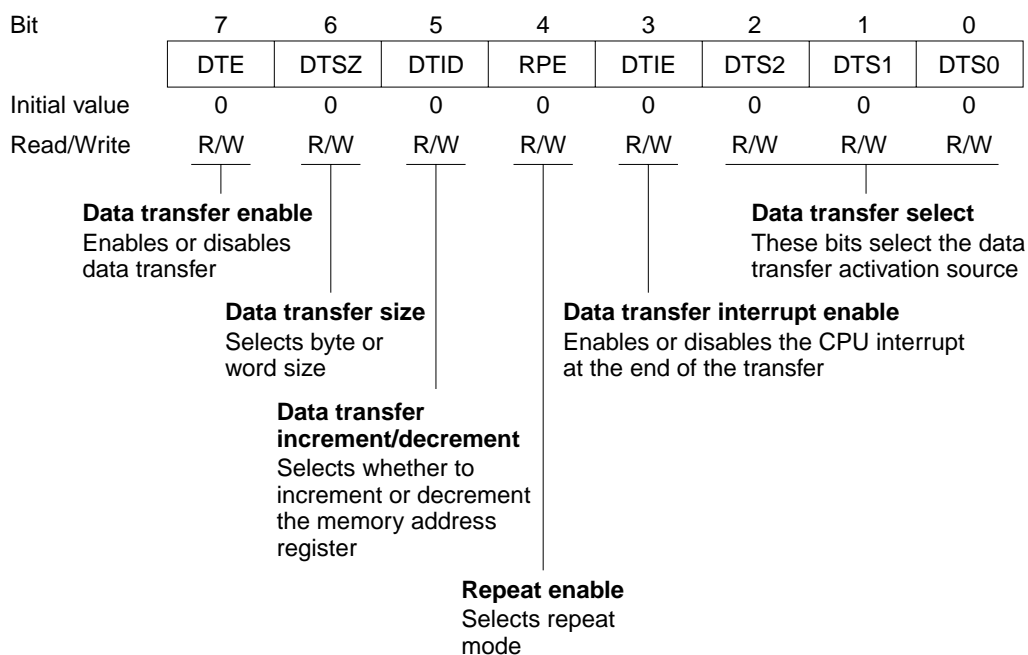 Bit 7 6 5 4 3 2 1 0
DTE DTSZ DTID RPE DTIE DTS2 DTS1 DTS0
Initial value 0 0 0 0 0 0 0 0
Read/Write R/W R/W R/W R/W R/W R/W R/W R/W
Data transfer enable
Enables or disables
data transfer
Data transfer select
These bits select the data
transfer activation source
Data transfer size
Selects byte or
word size
Data transfer interrupt enable
Enables or disables the CPU interrupt
at the end of the transfer
Data transfer
increment/decrement
Selects whether to
increment or decrement
the memory address
register
Repeat enable
Selects repeat
mode